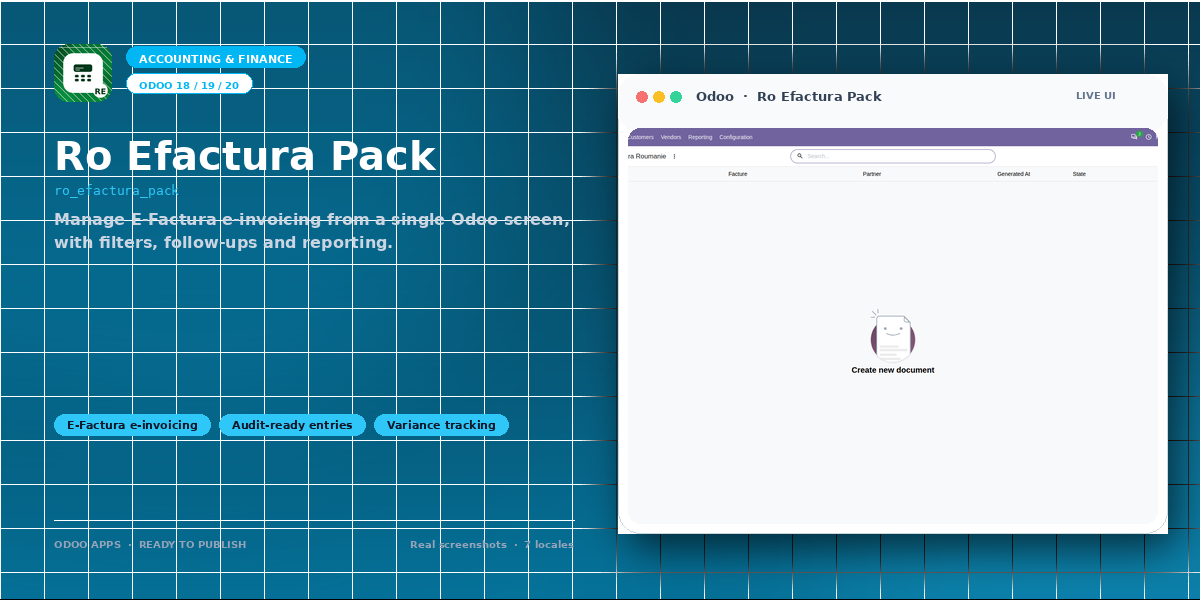 RE
ACCOUNTING & FINANCE
ODOO 18 / 19 / 20
Ro Efactura Pack
ro_efactura_pack
Manage E-Factura e-invoicing from a single Odoo screen,
with filters, follow-ups and reporting.
E-Factura e-invoicing
Audit-ready entries
Variance tracking
ODOO APPS · READY TO PUBLISH
Real screenshots · 7 locales
Odoo · Ro Efactura Pack
LIVE UI
ustomers Vendors Reporting Configuration
ra Roumanie
Search...
Facture Partner Generated At State
Create new document